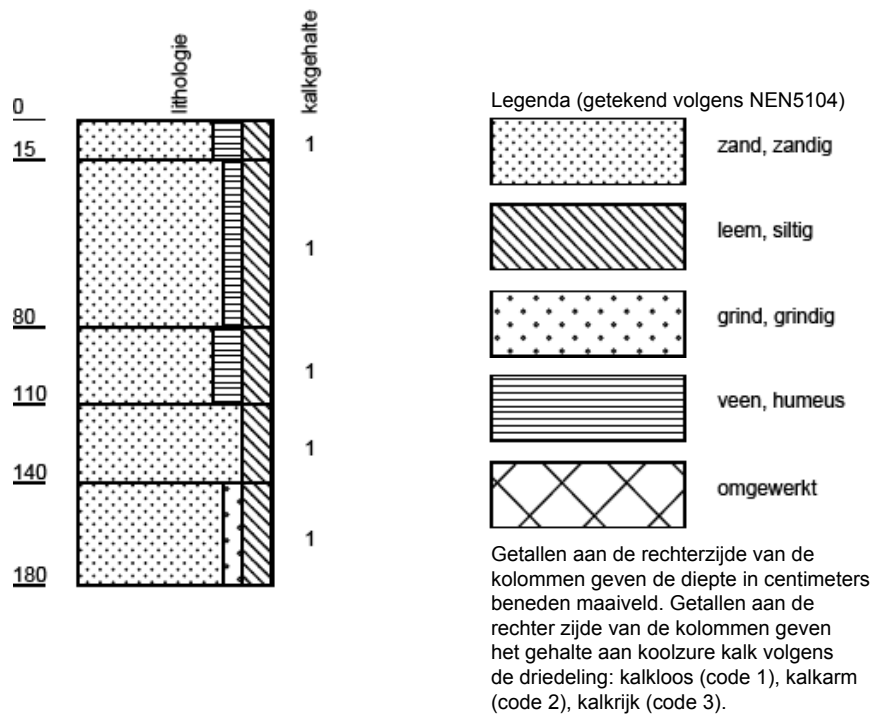 lithologie
kalkgehalte
0
15
80
110
140
180
1
1
1
1
1
Legenda (getekend volgens NEN5104)
zand, zandig
leem, siltig
grind, grindig
veen, humeus
omgewerkt
Getallen aan de rechterzijde van de
kolommen geven de diepte in centimeters
beneden maaiveld. Getallen aan de
rechter zijde van de kolommen geven
het gehalte aan koolzure kalk volgens
de driedeling: kalkloos (code 1), kalkarm
(code 2), kalkrijk (code 3).